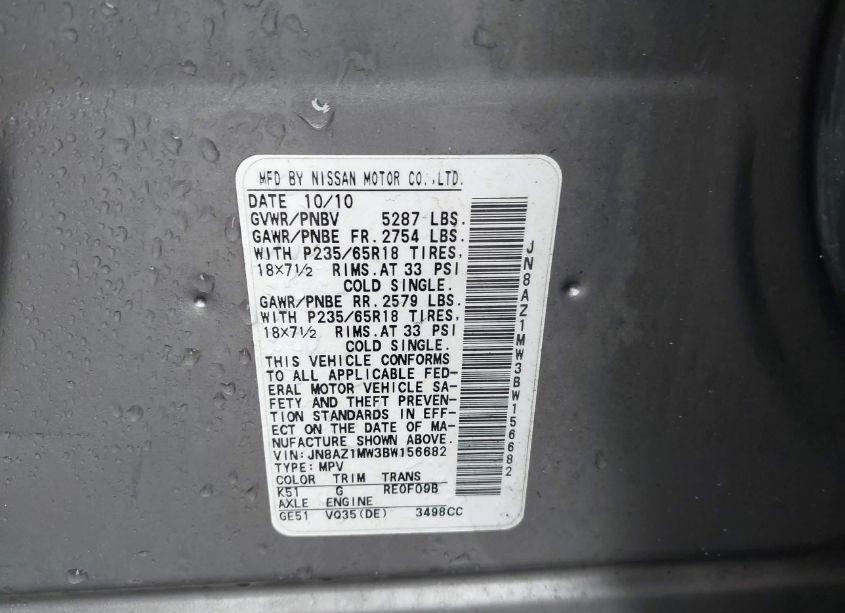 MFD BY NISSAN MOTOR CO.,LTD.
DATE 10/10
GVWR/PNBV 5287 LBS.
GAWR/PNBE FR. 2754 LBS.
WITH P235/65R18 TIRES,
18×7½ RIMS.AT 33 PSI
COLD SINGLE.
GAWR/PNBE RR. 2579 LBS.
WITH P235/65R18 TIRES,
18×7½ RIMS.AT 33 PSI
COLD SINGLE.
THIS VEHICLE CONFORMS
TO ALL APPLICABLE FED-
ERAL MOTOR VEHICLE SA-
FETY AND THEFT PREVEN-
TION STANDARDS IN EFF-
ECT ON THE DATE OF MA-
NUFACTURE SHOWN ABOVE.
VIN:JN8AZ1MW3BW156682
TYPE:MPV
COLOR TRIM TRANS
K51 G RE0F09B
AXLE ENGINE
GE51 VQ35(DE) 3498CC
JN8AZ1MW3BW156682